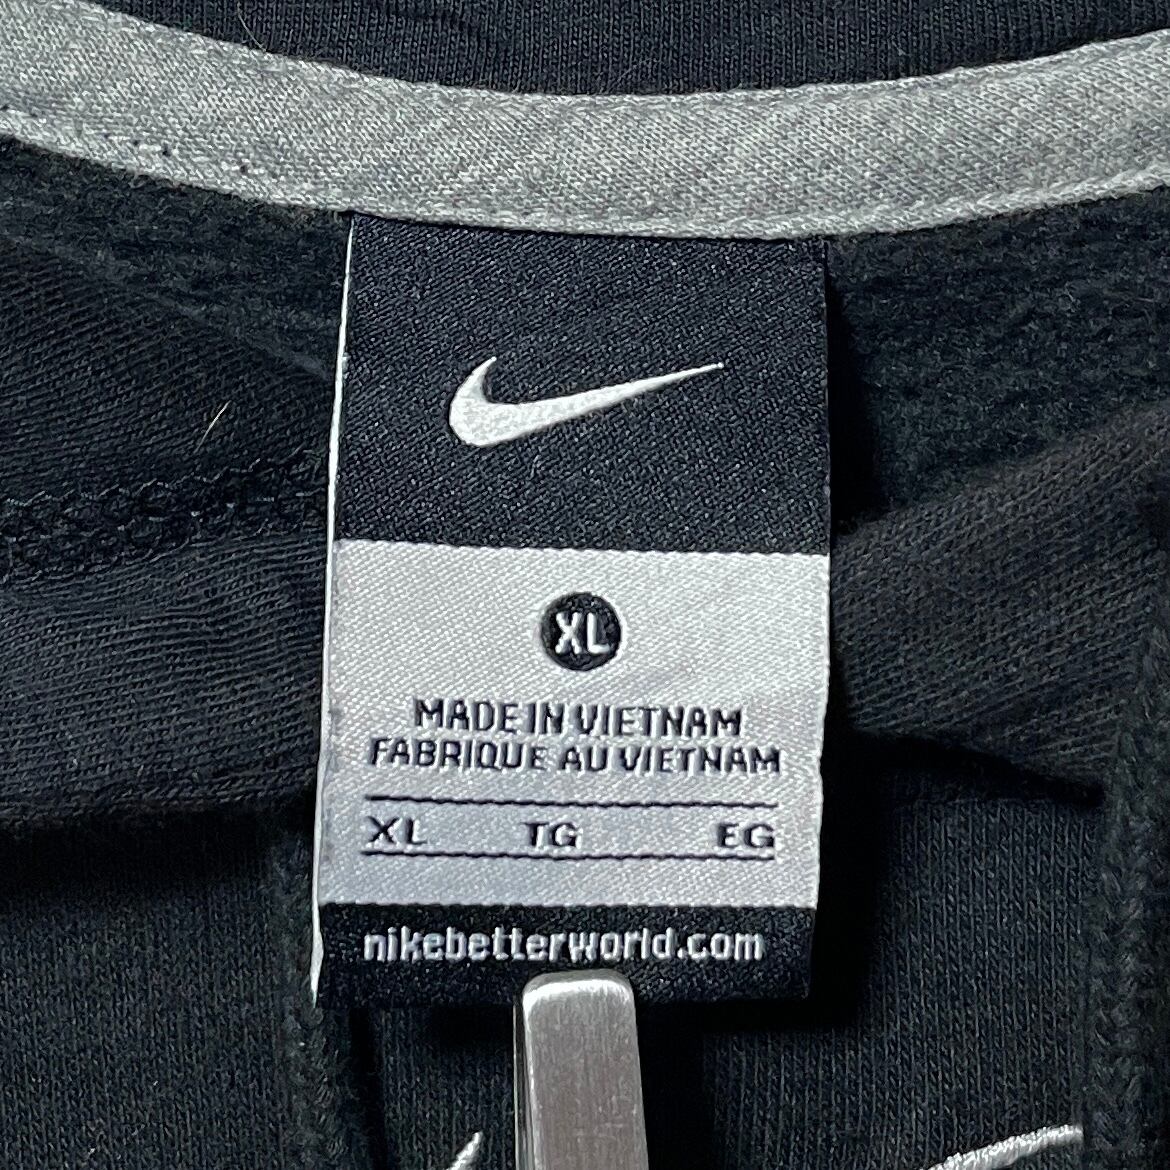 XL
MADE IN VIETNAM
FABRIQUE AU VIETNAM
XL TG EG
nikebetterworld.com